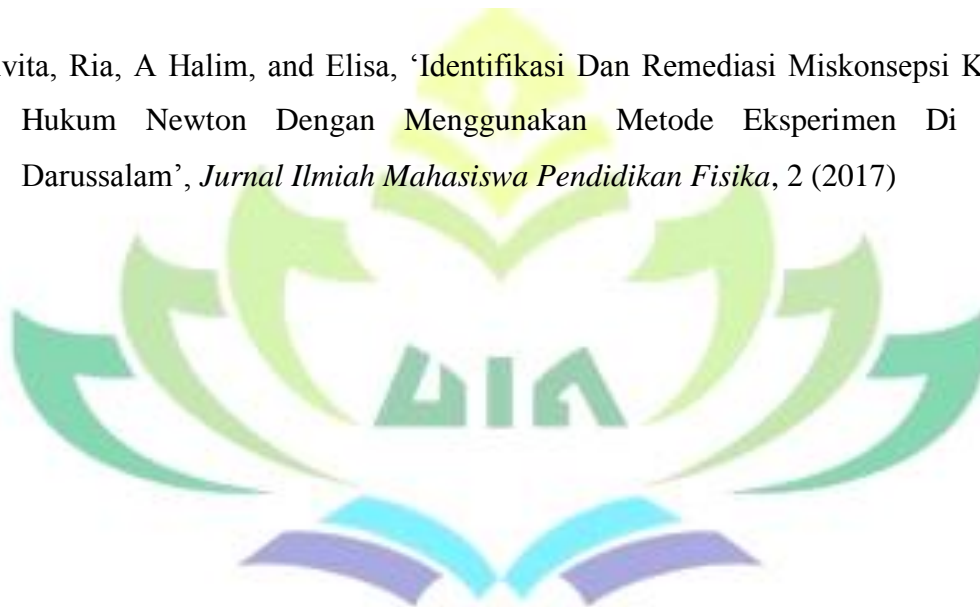 vita, Ria, A Halim, and Elisa, ‘Identifikasi Dan Remediasi Miskonsepsi
Hukum Newton Dengan Menggunakan Metode Eksperimen Di
Darussalam’, Jurnal Ilmiah Mahasiswa Pendidikan Fisika, 2 (2017)
UIN